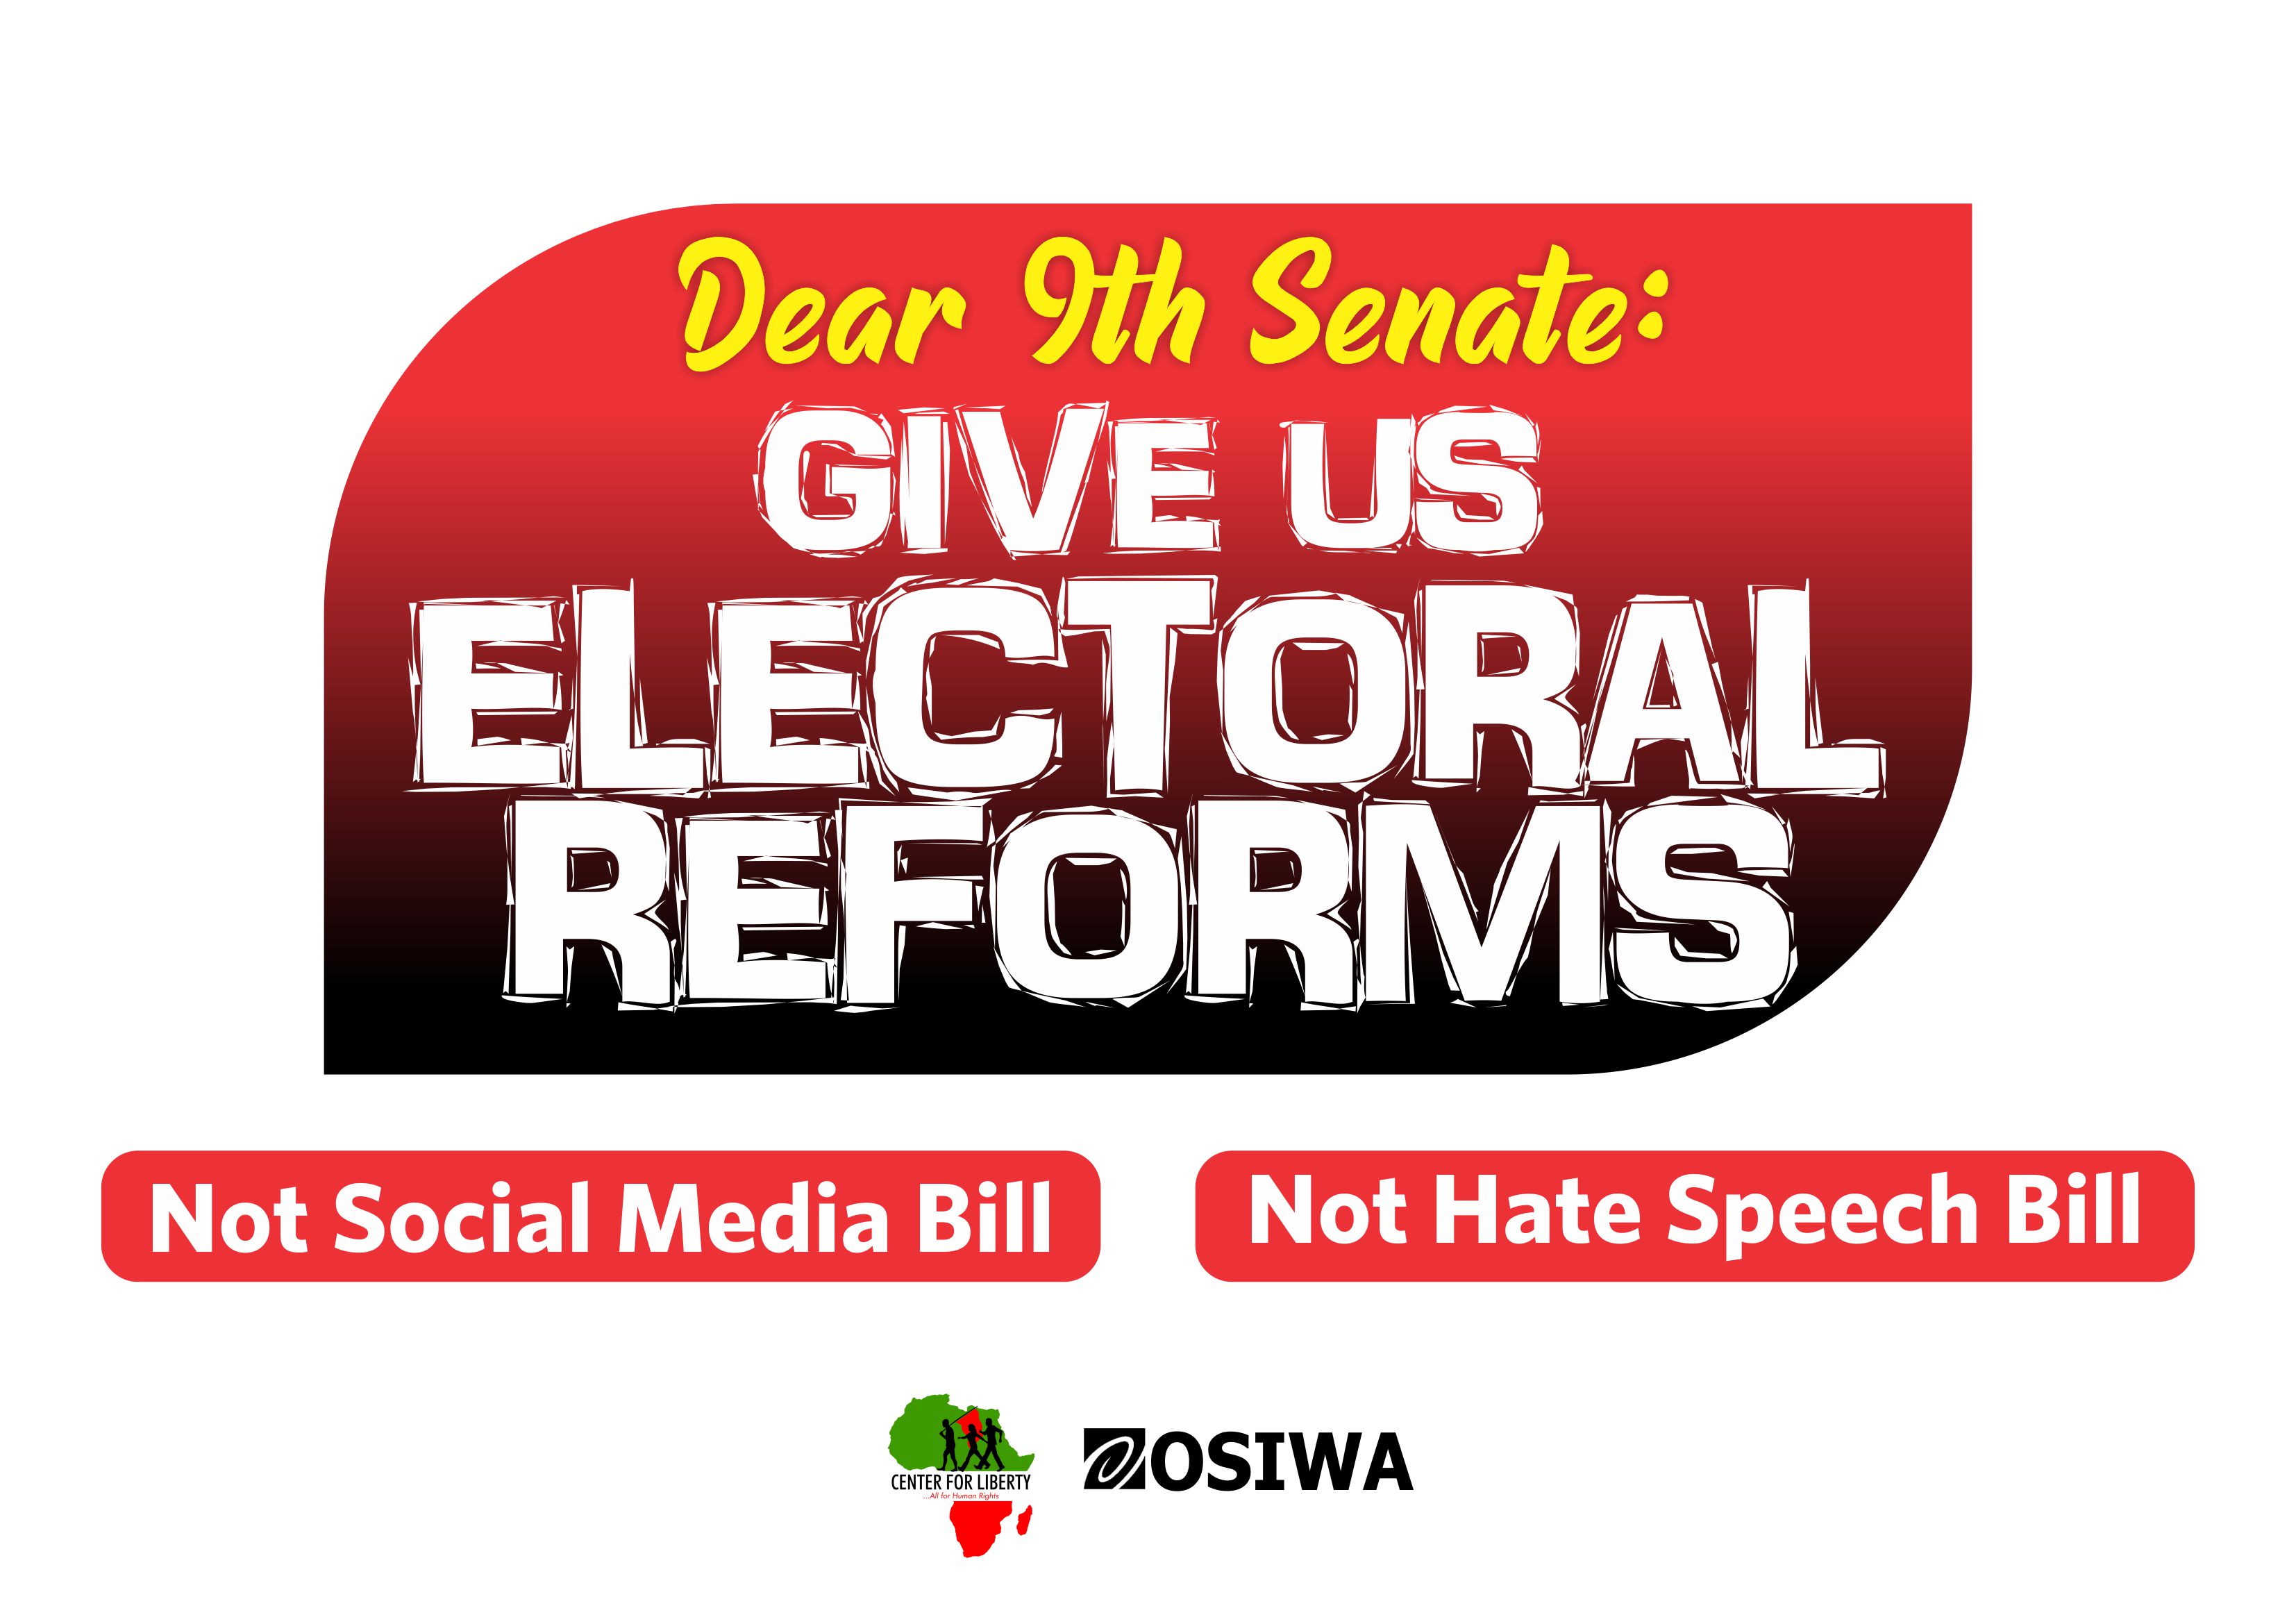 Dear 9th Senate:
GIVE US
ELECTORAL
REFORMS
Not Social Media Bill
Not Hate Speech Bill
CENTER FOR LIBERTY
...All for Human Rights
OSIWA